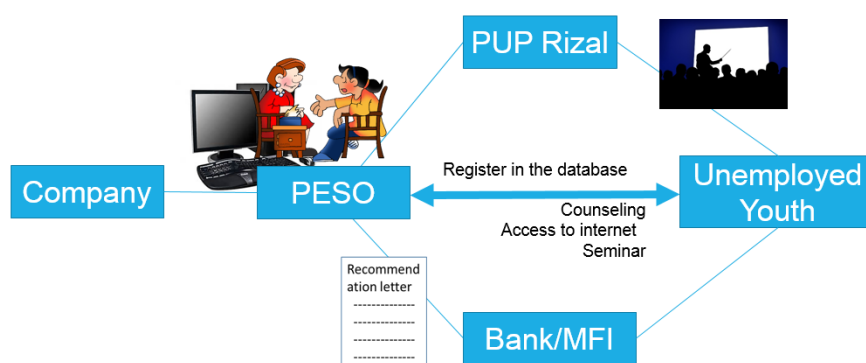 PUP Rizal
Register in the database
Company
PESO
Unemployed
Youth
Counseling
Access to internet
Seminar
Recommend
ation letter
--------------
--------------
--------------
--------------
Bank/MFI